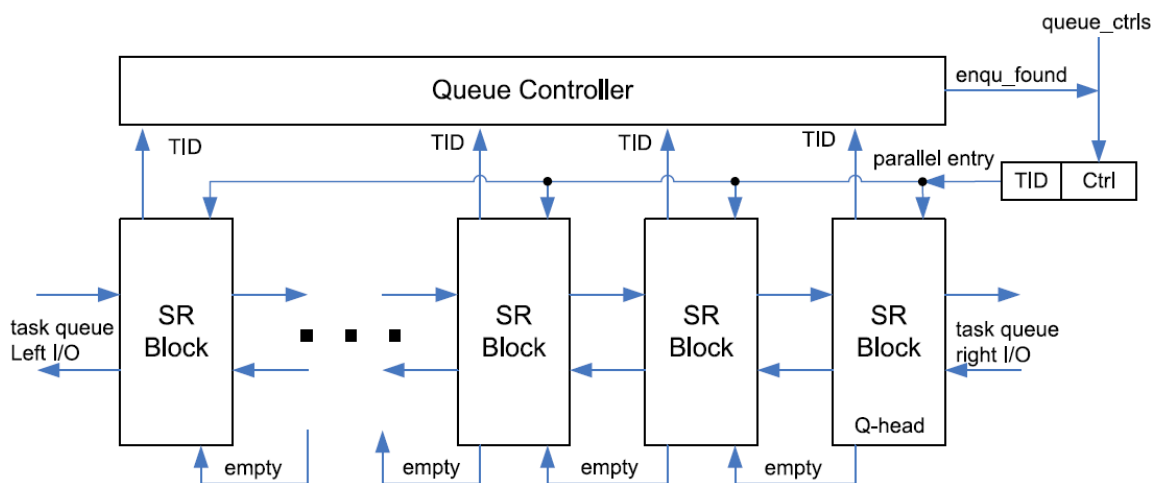 queue_ctrls
Queue Controller
enqu_found
TID
TID
TID
TID
parallel entry
TID
Ctrl
SR
Block
SR
Block
SR
Block
SR
Block
task queue
Left I/O
task queue
right I/O
Q-head
empty
empty
empty
empty